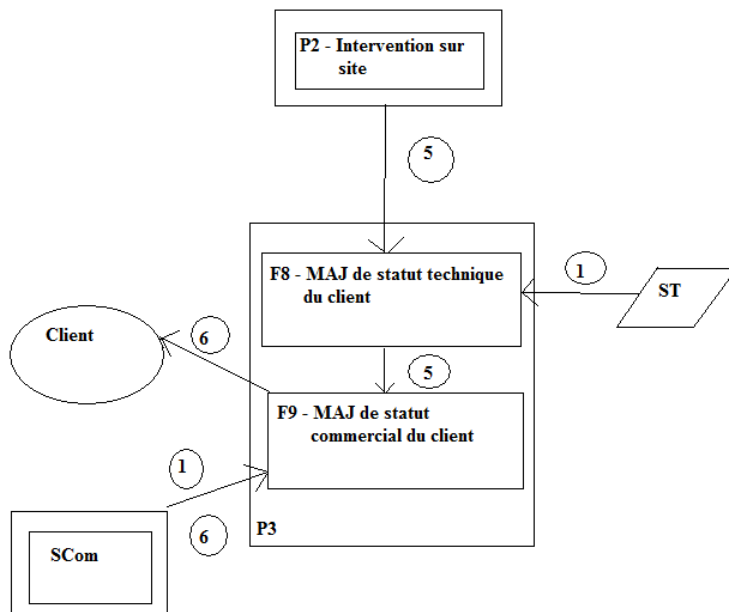 P2 - Intervention sur
site
5
F8 - MAJ de statut technique
du client
1
ST
Client
6
5
F9 - MAJ de statut
commercial du client
1
P3
6
SCom